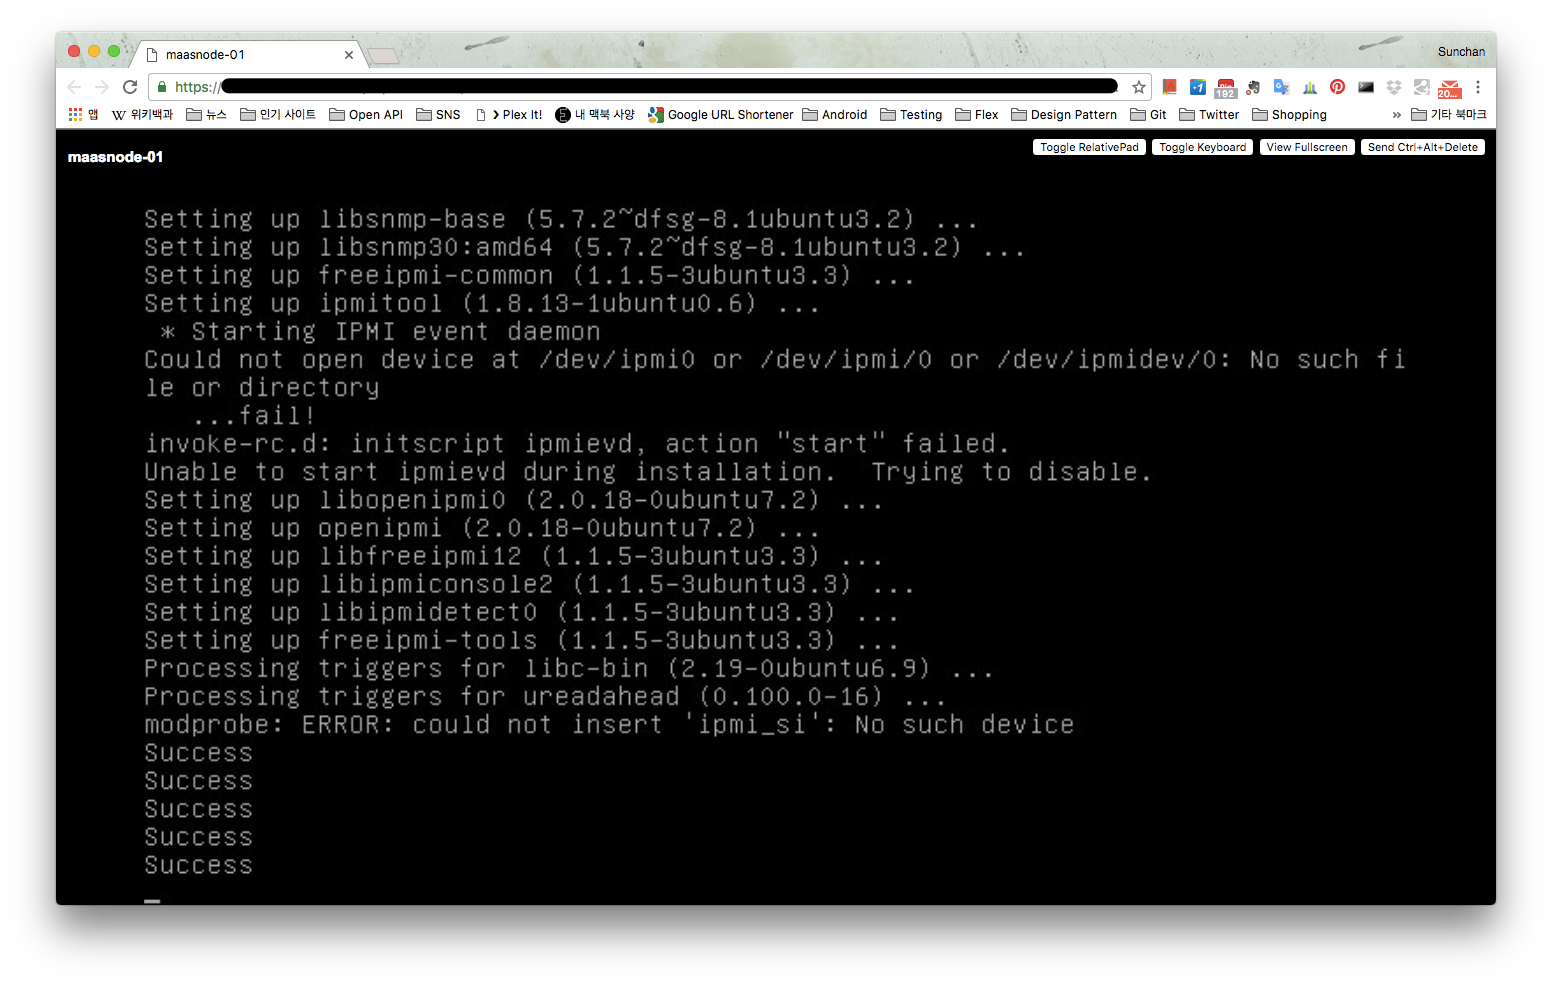 maasnode-01
Sunchan
https://
192
20...
앱 위키백과 뉴스 인기 사이트 Open API SNS › Plex It! 내 맥북 사양 Google URL Shortener Android Testing Flex Design Pattern Git Twitter Shopping » 기타 북마크
maasnode-01 Toggle RelativePad Toggle Keyboard View Fullscreen Send Ctrl+Alt+Delete
Setting up libsnmp-base (5.7.2~dfsg-8.1ubuntu3.2) ...
Setting up libsnmp30:amd64 (5.7.2~dfsg-8.1ubuntu3.2) ...
Setting up freeipmi-common (1.1.5-3ubuntu3.3) ...
Setting up ipmitool (1.8.13-1ubuntu0.6) ...
 * Starting IPMI event daemon
Could not open device at /dev/ipmi0 or /dev/ipmi/0 or /dev/ipmidev/0: No such fi
le or directory
   ...fail!
invoke-rc.d: initscript ipmievd, action "start" failed.
Unable to start ipmievd during installation.  Trying to disable.
Setting up libopenipmi0 (2.0.18-0ubuntu7.2) ...
Setting up openipmi (2.0.18-0ubuntu7.2) ...
Setting up libfreeipmi12 (1.1.5-3ubuntu3.3) ...
Setting up libipmiconsole2 (1.1.5-3ubuntu3.3) ...
Setting up libipmidetect0 (1.1.5-3ubuntu3.3) ...
Setting up freeipmi-tools (1.1.5-3ubuntu3.3) ...
Processing triggers for libc-bin (2.19-0ubuntu6.9) ...
Processing triggers for ureadahead (0.100.0-16) ...
modprobe: ERROR: could not insert 'ipmi_si': No such device
Success
Success
Success
Success
Success